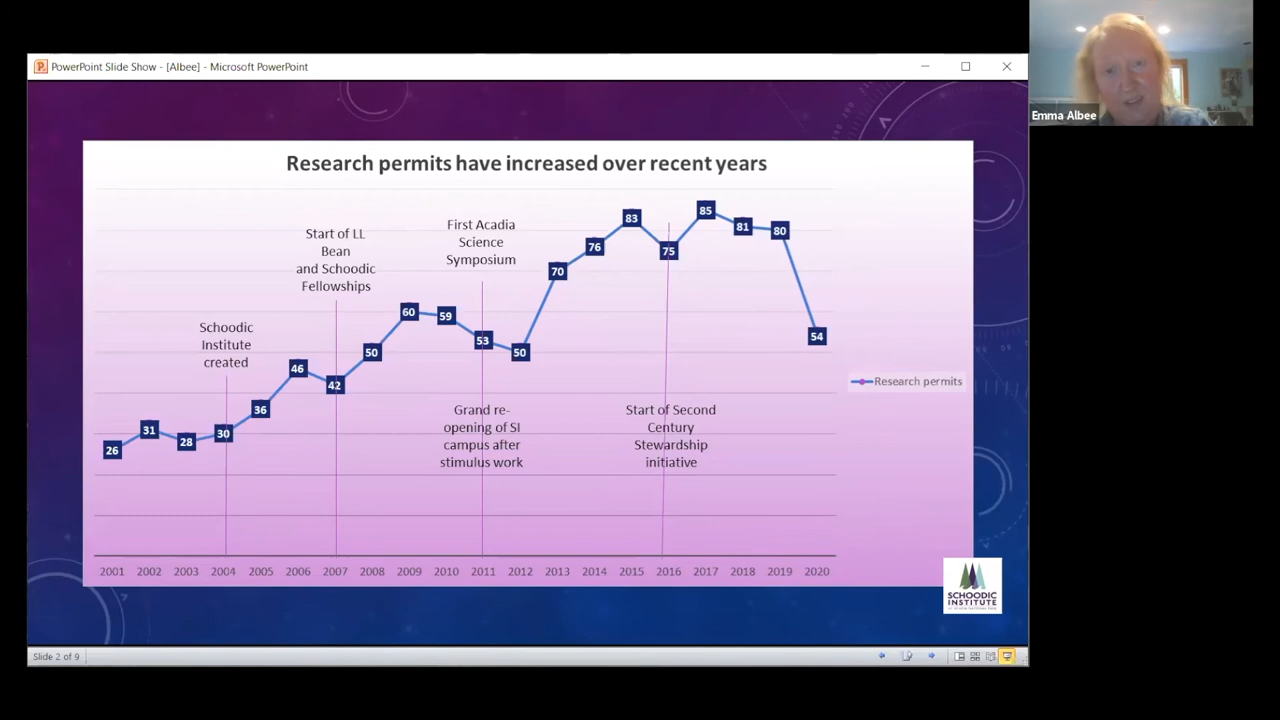 PowerPoint Slide Show - [Albee] - Microsoft PowerPoint
Emma Albee
Research permits have increased over recent years
Start of LL
Bean
and Schoodic
Fellowships
First Acadia
Science
Symposium
Schoodic
Institute
created
26
31
28
30
36
46
42
50
60
59
53
50
70
76
83
75
85
81
80
54
Grand re-
opening of SI
campus after
stimulus work
Start of Second
Century
Stewardship
initiative
Research permits
2001 2002 2003 2004 2005 2006 2007 2008 2009 2010 2011 2012 2013 2014 2015 2016 2017 2018 2019 2020
SCHOODIC
INSTITUTE
Slide 2 of 9